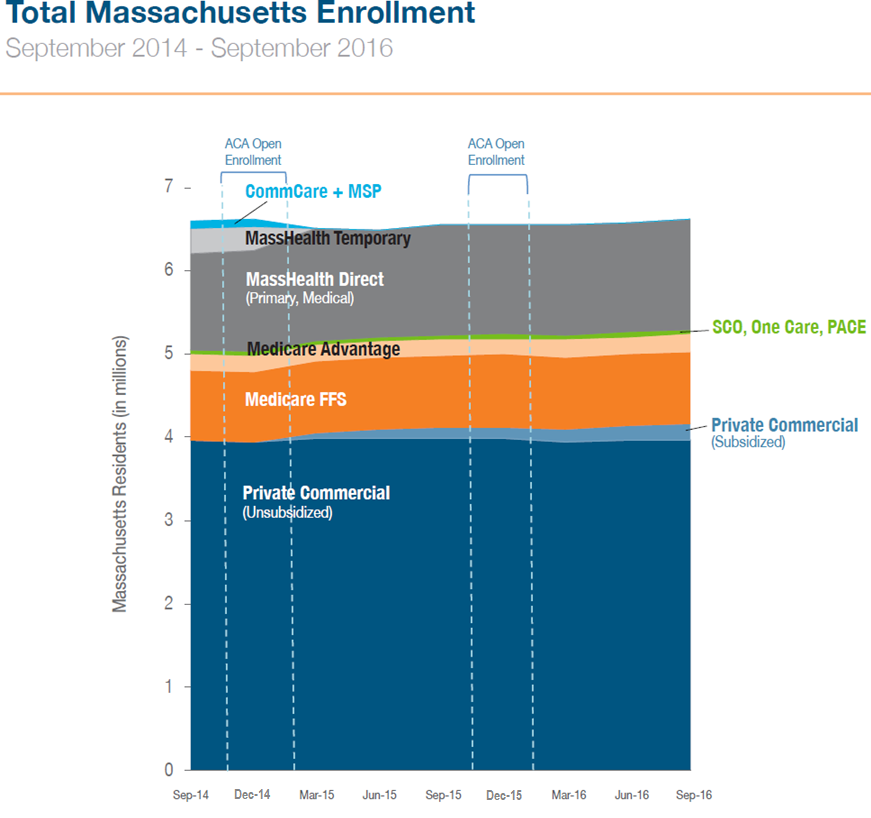 Total Massachusetts Enrollment
September 2014 - September 2016
ACA Open
Enrollment
ACA Open
Enrollment
7
CommCare + MSP
MassHealth Temporary
6
MassHealth Direct
(Primary, Medical)
SCO, One Care, PACE
5
Medicare Advantage
Medicare FFS
Private Commercial
(Subsidized)
4
Private Commercial
(Unsubsidized)
3
2
1
0
Massachusetts Residents (in millions)
Sep-14 Dec-14 Mar-15 Jun-15 Sep-15 Dec-15 Mar-16 Jun-16 Sep-16